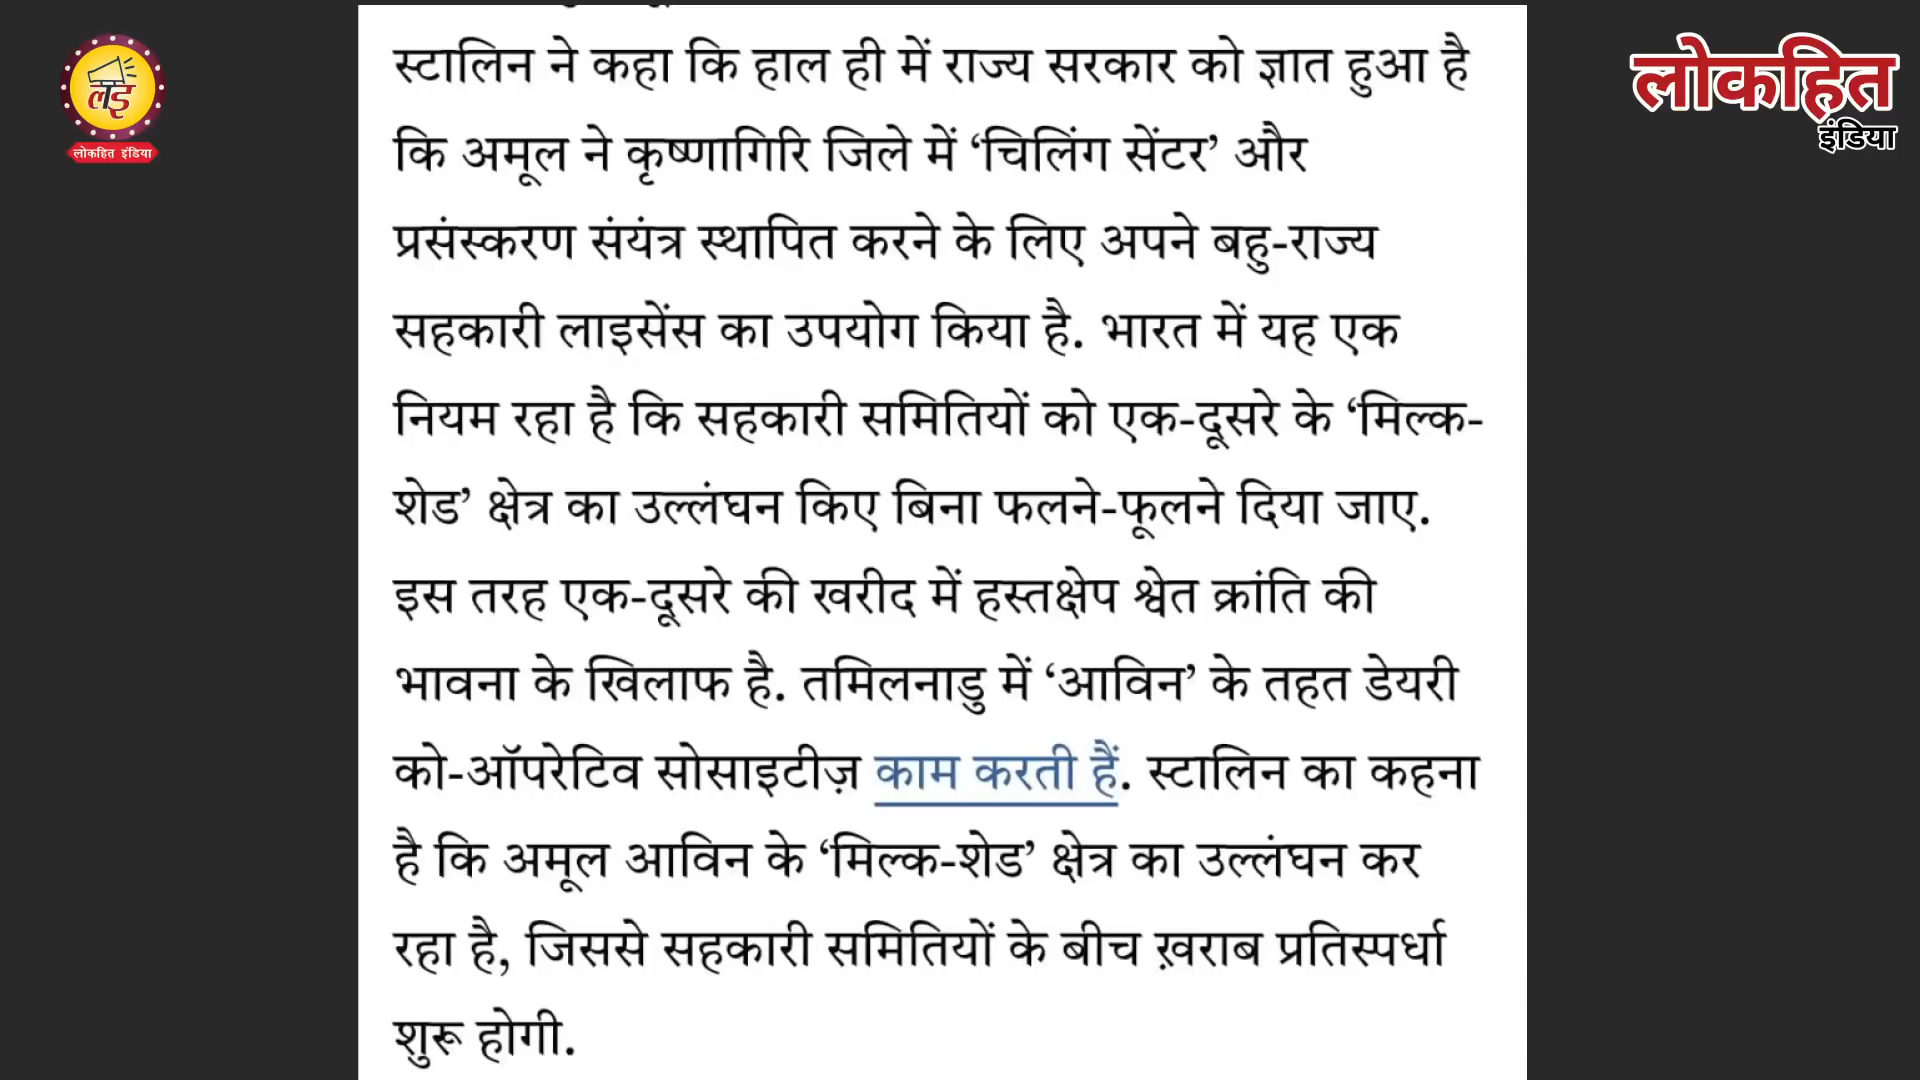 स्टालिन ने कहा कि हाल ही में राज्य सरकार को ज्ञात हुआ है
कि अमूल ने कृष्णागिरि जिले में ‘चिलिंग सेंटर’ और
प्रसंस्करण संयंत्र स्थापित करने के लिए अपने बहु-राज्य
सहकारी लाइसेंस का उपयोग किया है. भारत में यह एक
नियम रहा है कि सहकारी समितियों को एक-दूसरे के ‘मिल्क-
शेड’ क्षेत्र का उल्लंघन किए बिना फलने-फूलने दिया जाए.
इस तरह एक-दूसरे की खरीद में हस्तक्षेप श्वेत क्रांति की
भावना के खिलाफ है. तमिलनाडु में ‘आविन’ के तहत डेयरी
को-ऑपरेटिव सोसाइटीज़ काम करती हैं. स्टालिन का कहना
है कि अमूल आविन के ‘मिल्क-शेड’ क्षेत्र का उल्लंघन कर
रहा है, जिससे सहकारी समितियों के बीच ख़राब प्रतिस्पर्धा
शुरू होगी.
लइ
लोकहित इंडिया
लोकहित
इंडिया